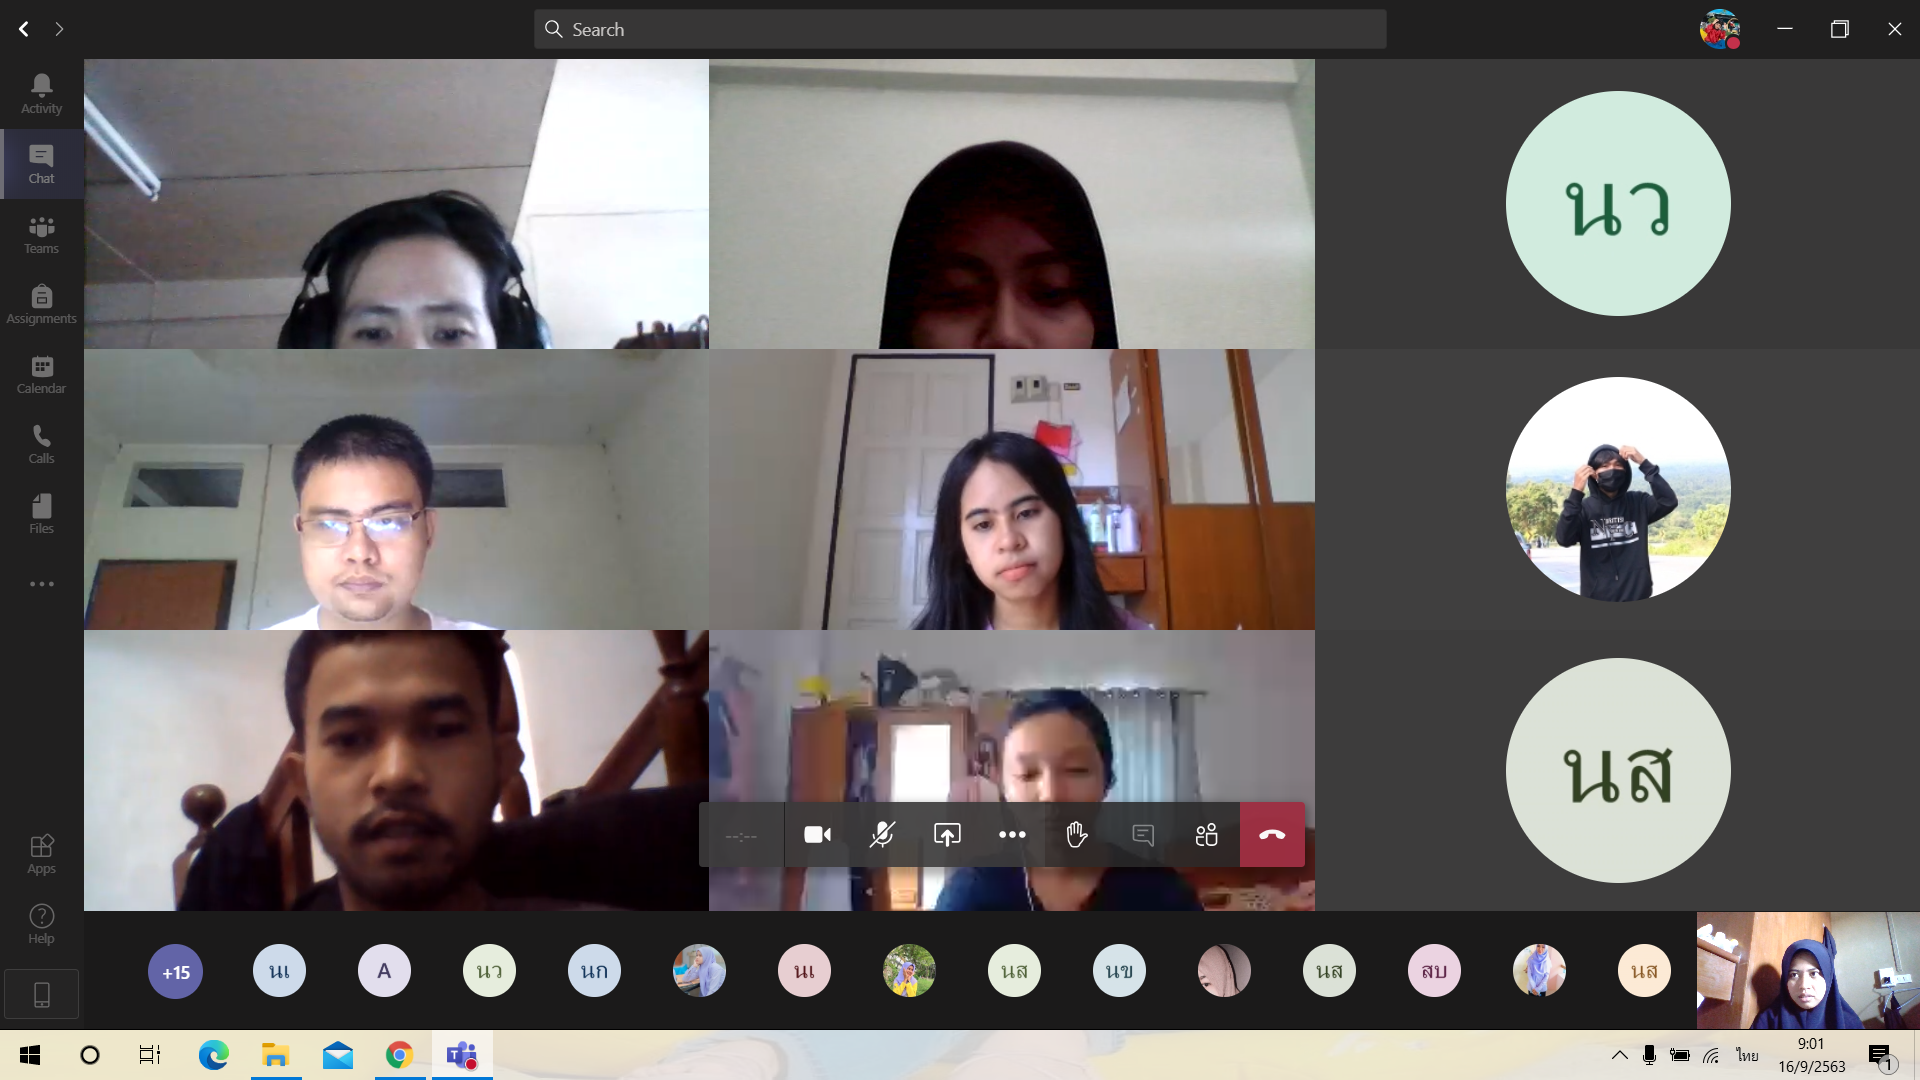 Search
Activity
Chat
Teams
Assignments
Calendar
Calls
Files
Apps
Help
นว
นส
--:--
+15
นเ
A
นว
นก
นเ
นส
นข
นส
สบ
นส
ไทย
9:01
16/9/2563
1